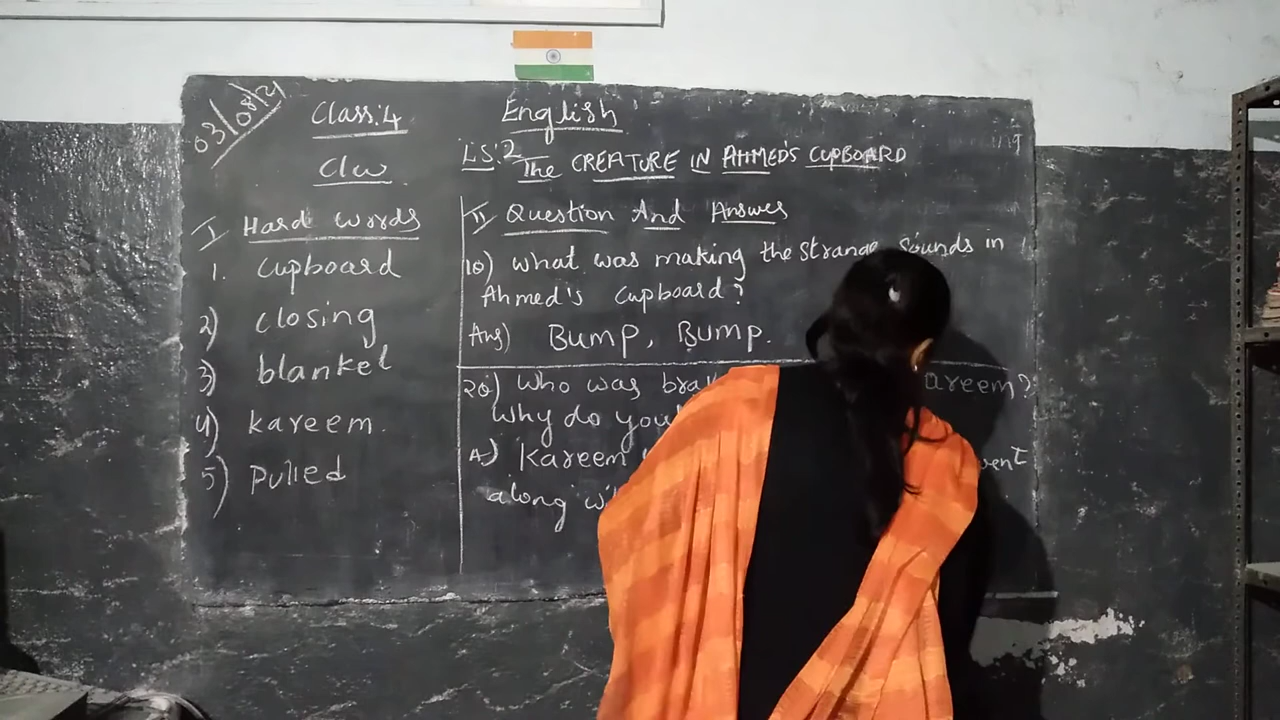 03/08/21
Class:4
English
C/w
LS:2 The CREATURE IN AHMED'S CUPBOARD
I Hard words
1. Cupboard
2) closing
3) blanket
4) kareem.
5) Pulled
II Question And Answer
1Q) What was making the strange sounds in
Ahmed's Cupboard?
Ans) Bump, Bump.
2Q) Who was kareem?
Why do you
A) Kareem
along